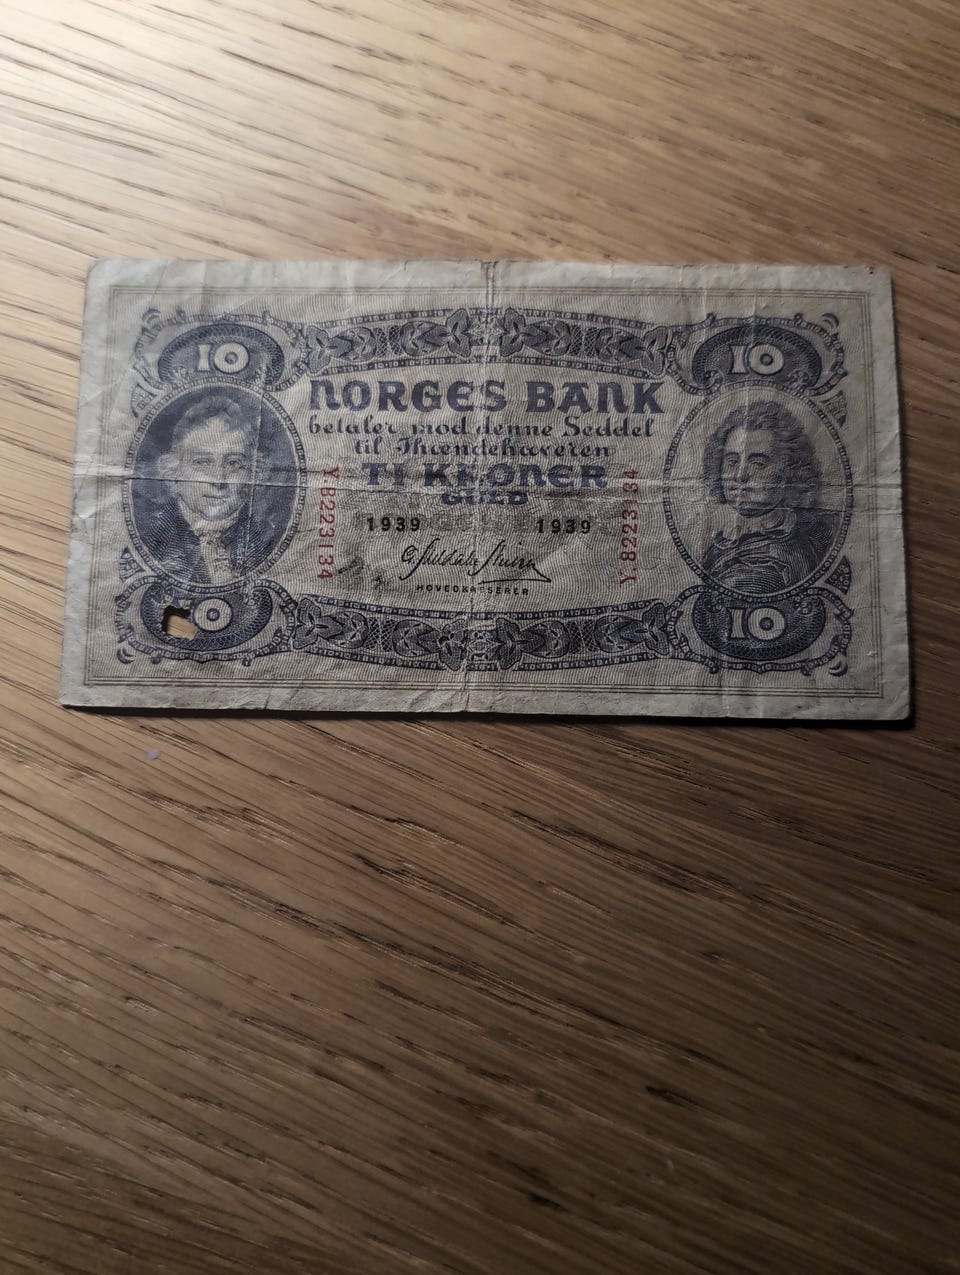 10 10
NORGES BANK
betaler mod denne Seddel
til Ihændehaveren
TI KRONER
GULD
1939 1939
Y.8223134
Y.8223134
HOVEDKASSERER
0 10